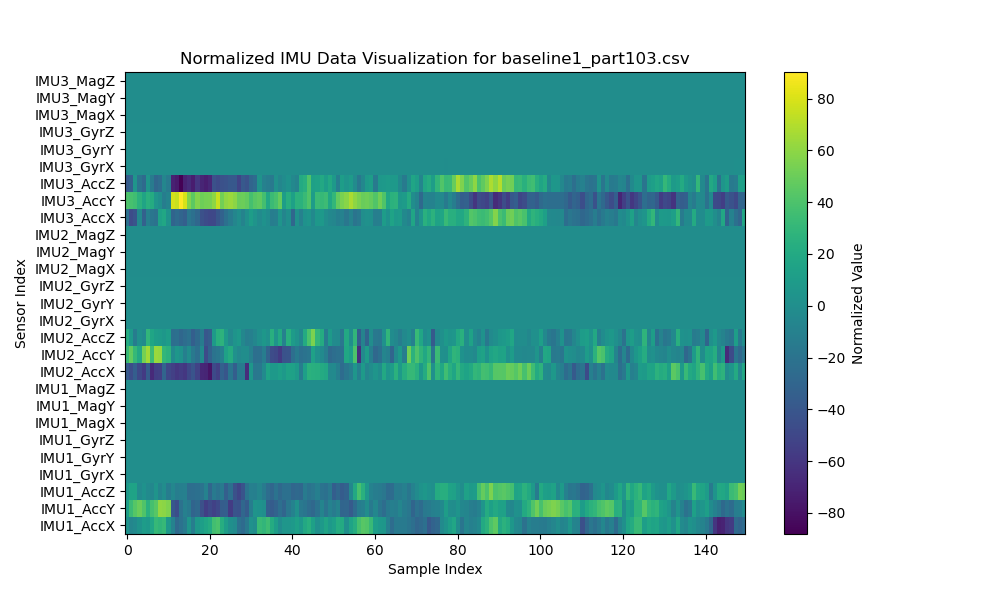 Normalized IMU Data Visualization for baseline1_part103.csv
IMU3_MagZ
IMU3_MagY
IMU3_MagX
IMU3_GyrZ
IMU3_GyrY
IMU3_GyrX
IMU3_AccZ
IMU3_AccY
IMU3_AccX
IMU2_MagZ
IMU2_MagY
IMU2_MagX
IMU2_GyrZ
IMU2_GyrY
IMU2_GyrX
IMU2_AccZ
IMU2_AccY
IMU2_AccX
IMU1_MagZ
IMU1_MagY
IMU1_MagX
IMU1_GyrZ
IMU1_GyrY
IMU1_GyrX
IMU1_AccZ
IMU1_AccY
IMU1_AccX
Sensor Index
0 20 40 60 80 100 120 140
Sample Index
80
60
40
20
0
−20
−40
−60
−80
Normalized Value